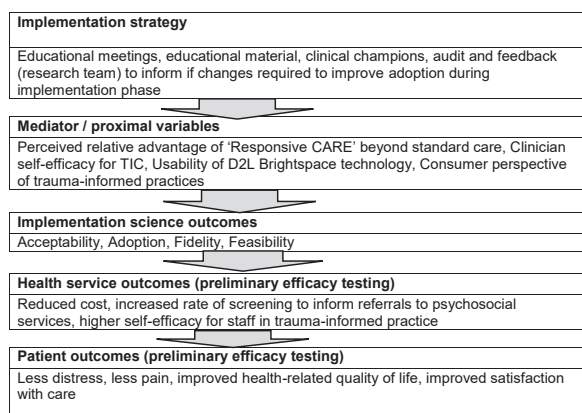 Implementation strategy
Educational meetings, educational material, clinical champions, audit and feedback
(research team) to inform if changes required to improve adoption during
implementation phase
Mediator / proximal variables
Perceived relative advantage of ‘Responsive CARE’ beyond standard care, Clinician
self-efficacy for TIC, Usability of D2L Brightspace technology, Consumer perspective
of trauma-informed practices
Implementation science outcomes
Acceptability, Adoption, Fidelity, Feasibility
Health service outcomes (preliminary efficacy testing)
Reduced cost, increased rate of screening to inform referrals to psychosocial
services, higher self-efficacy for staff in trauma-informed practice
Patient outcomes (preliminary efficacy testing)
Less distress, less pain, improved health-related quality of life, improved satisfaction
with care